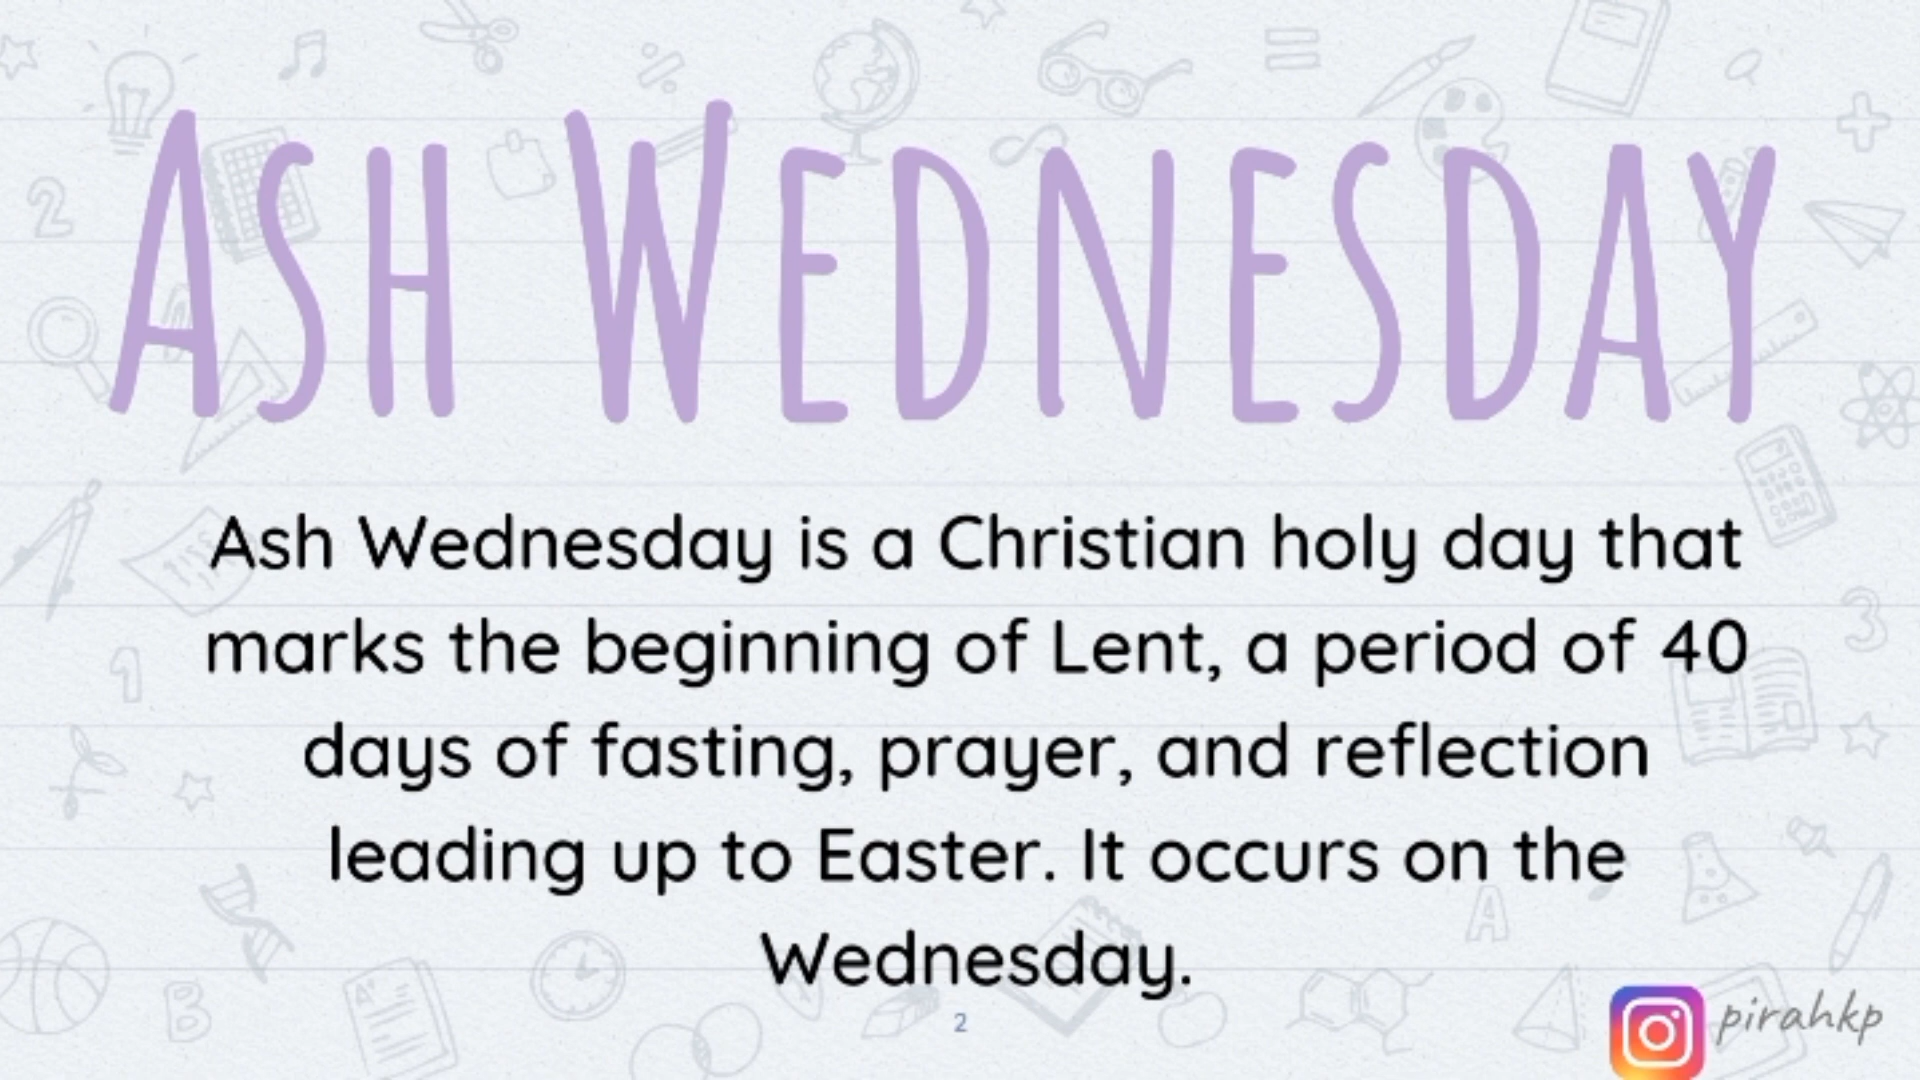 Ash Wednesday
Ash Wednesday is a Christian holy day that
marks the beginning of Lent, a period of 40
days of fasting, prayer, and reflection
leading up to Easter. It occurs on the
Wednesday.
2
pirahkp